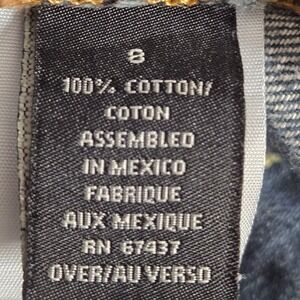 8
100% COTTON/
COTON
ASSEMBLED
IN MEXICO
FABRIQUE
AUX MEXIQUE
RN 67437
OVER/AU VERSO